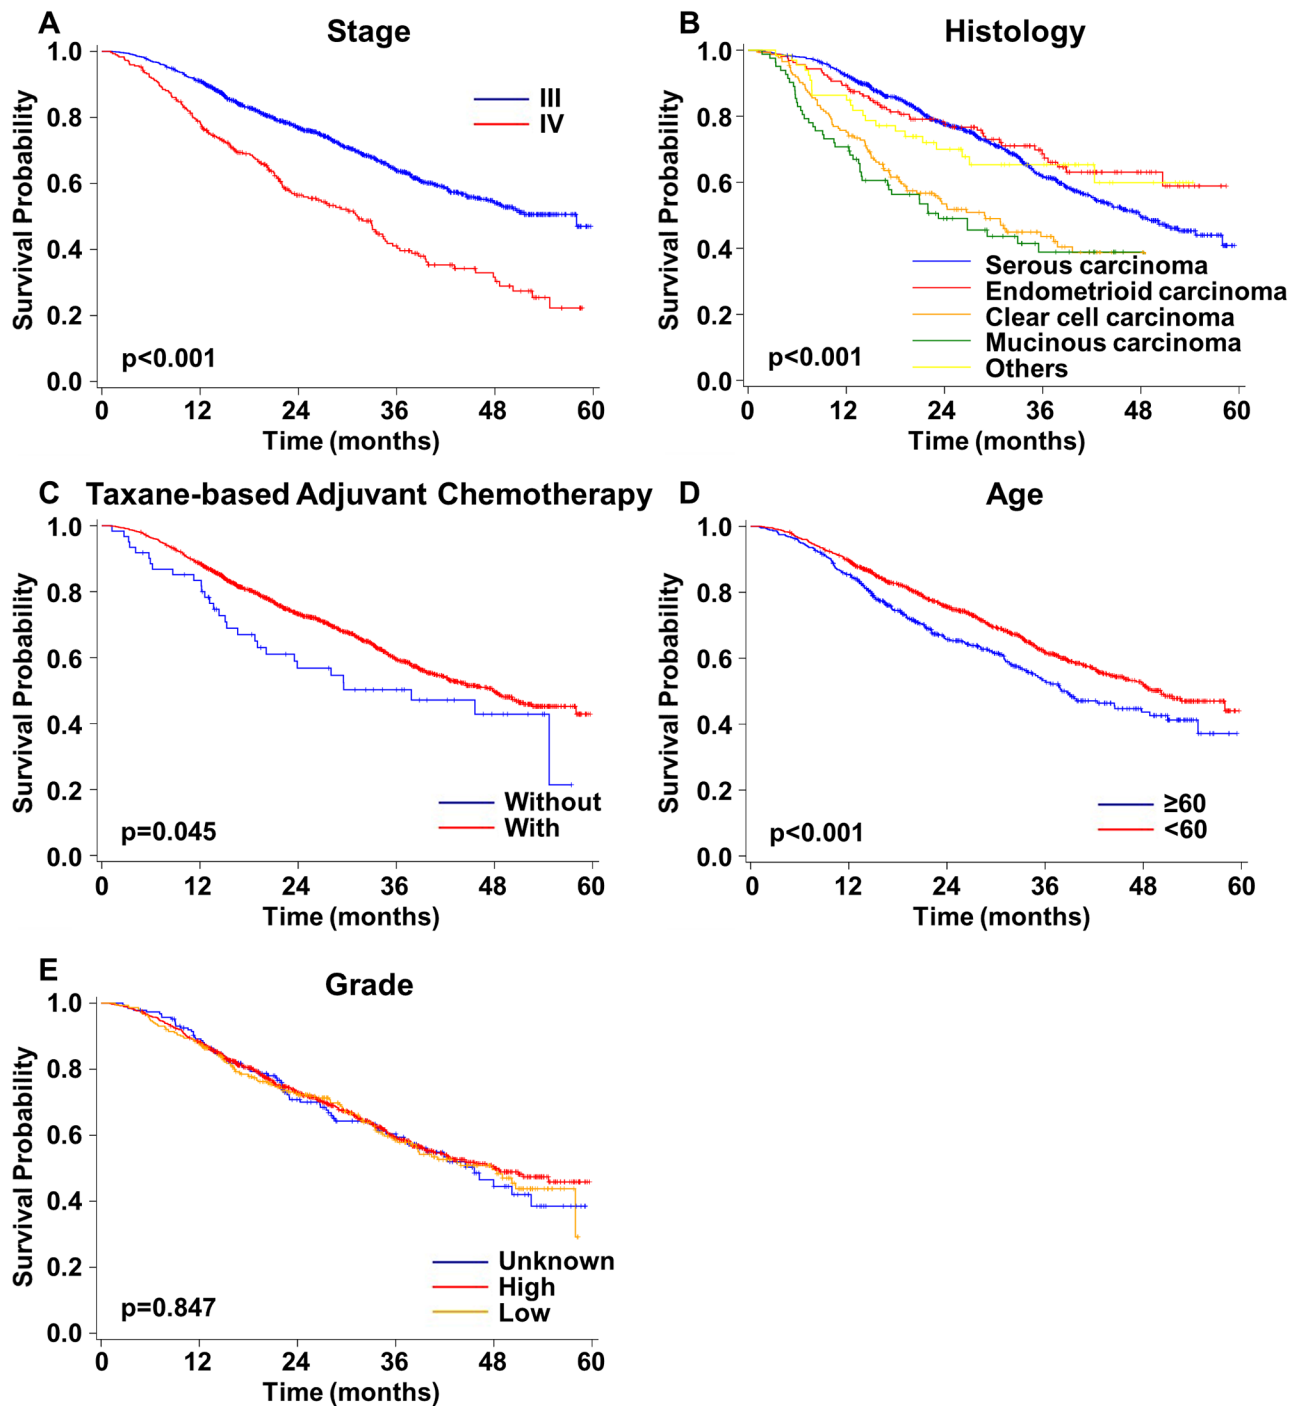 A
Stage
1.0
0.8
0.6
0.4
0.2
0.0
Survival Probability
III
IV
p<0.001
0 12 24 36 48 60
Time (months)
B
Histology
1.0
0.8
0.6
0.4
0.2
0.0
Survival Probability
Serous carcinoma
Endometrioid carcinoma
Clear cell carcinoma
Mucinous carcinoma
Others
p<0.001
0 12 24 36 48 60
Time (months)
C
Taxane-based Adjuvant Chemotherapy
1.0
0.8
0.6
0.4
0.2
0.0
Survival Probability
Without
With
p=0.045
0 12 24 36 48 60
Time (months)
D
Age
1.0
0.8
0.6
0.4
0.2
0.0
Survival Probability
≥60
<60
p<0.001
0 12 24 36 48 60
Time (months)
E
Grade
1.0
0.8
0.6
0.4
0.2
0.0
Survival Probability
Unknown
High
Low
p=0.847
0 12 24 36 48 60
Time (months)